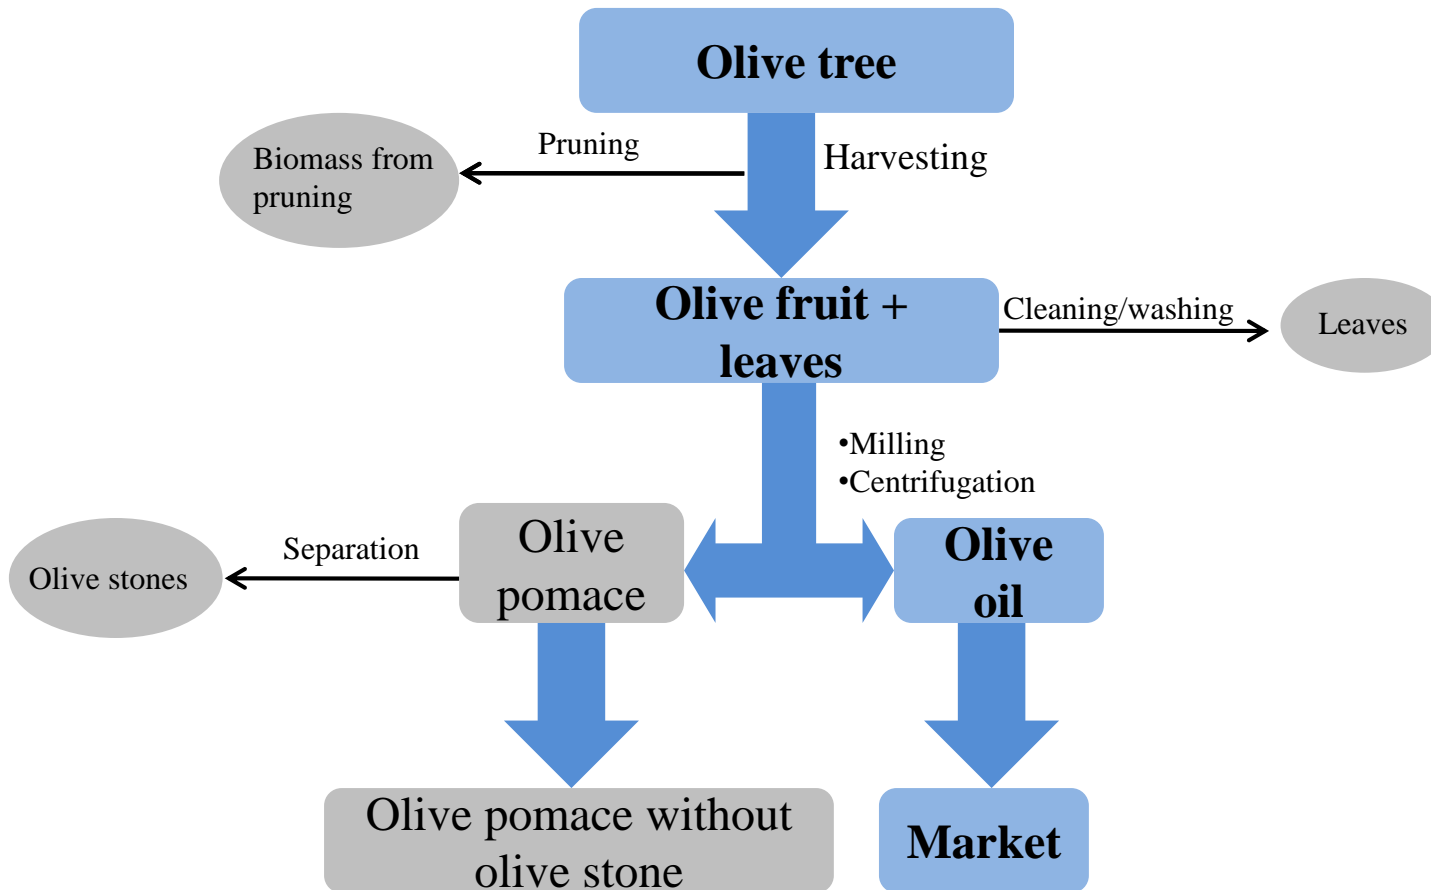 Olive tree
Pruning
Harvesting
Biomass from
pruning
Olive fruit +
leaves
Cleaning/washing
Leaves
•Milling
•Centrifugation
Olive
pomace
Separation
Olive stones
Olive
oil
Olive pomace without
olive stone
Market